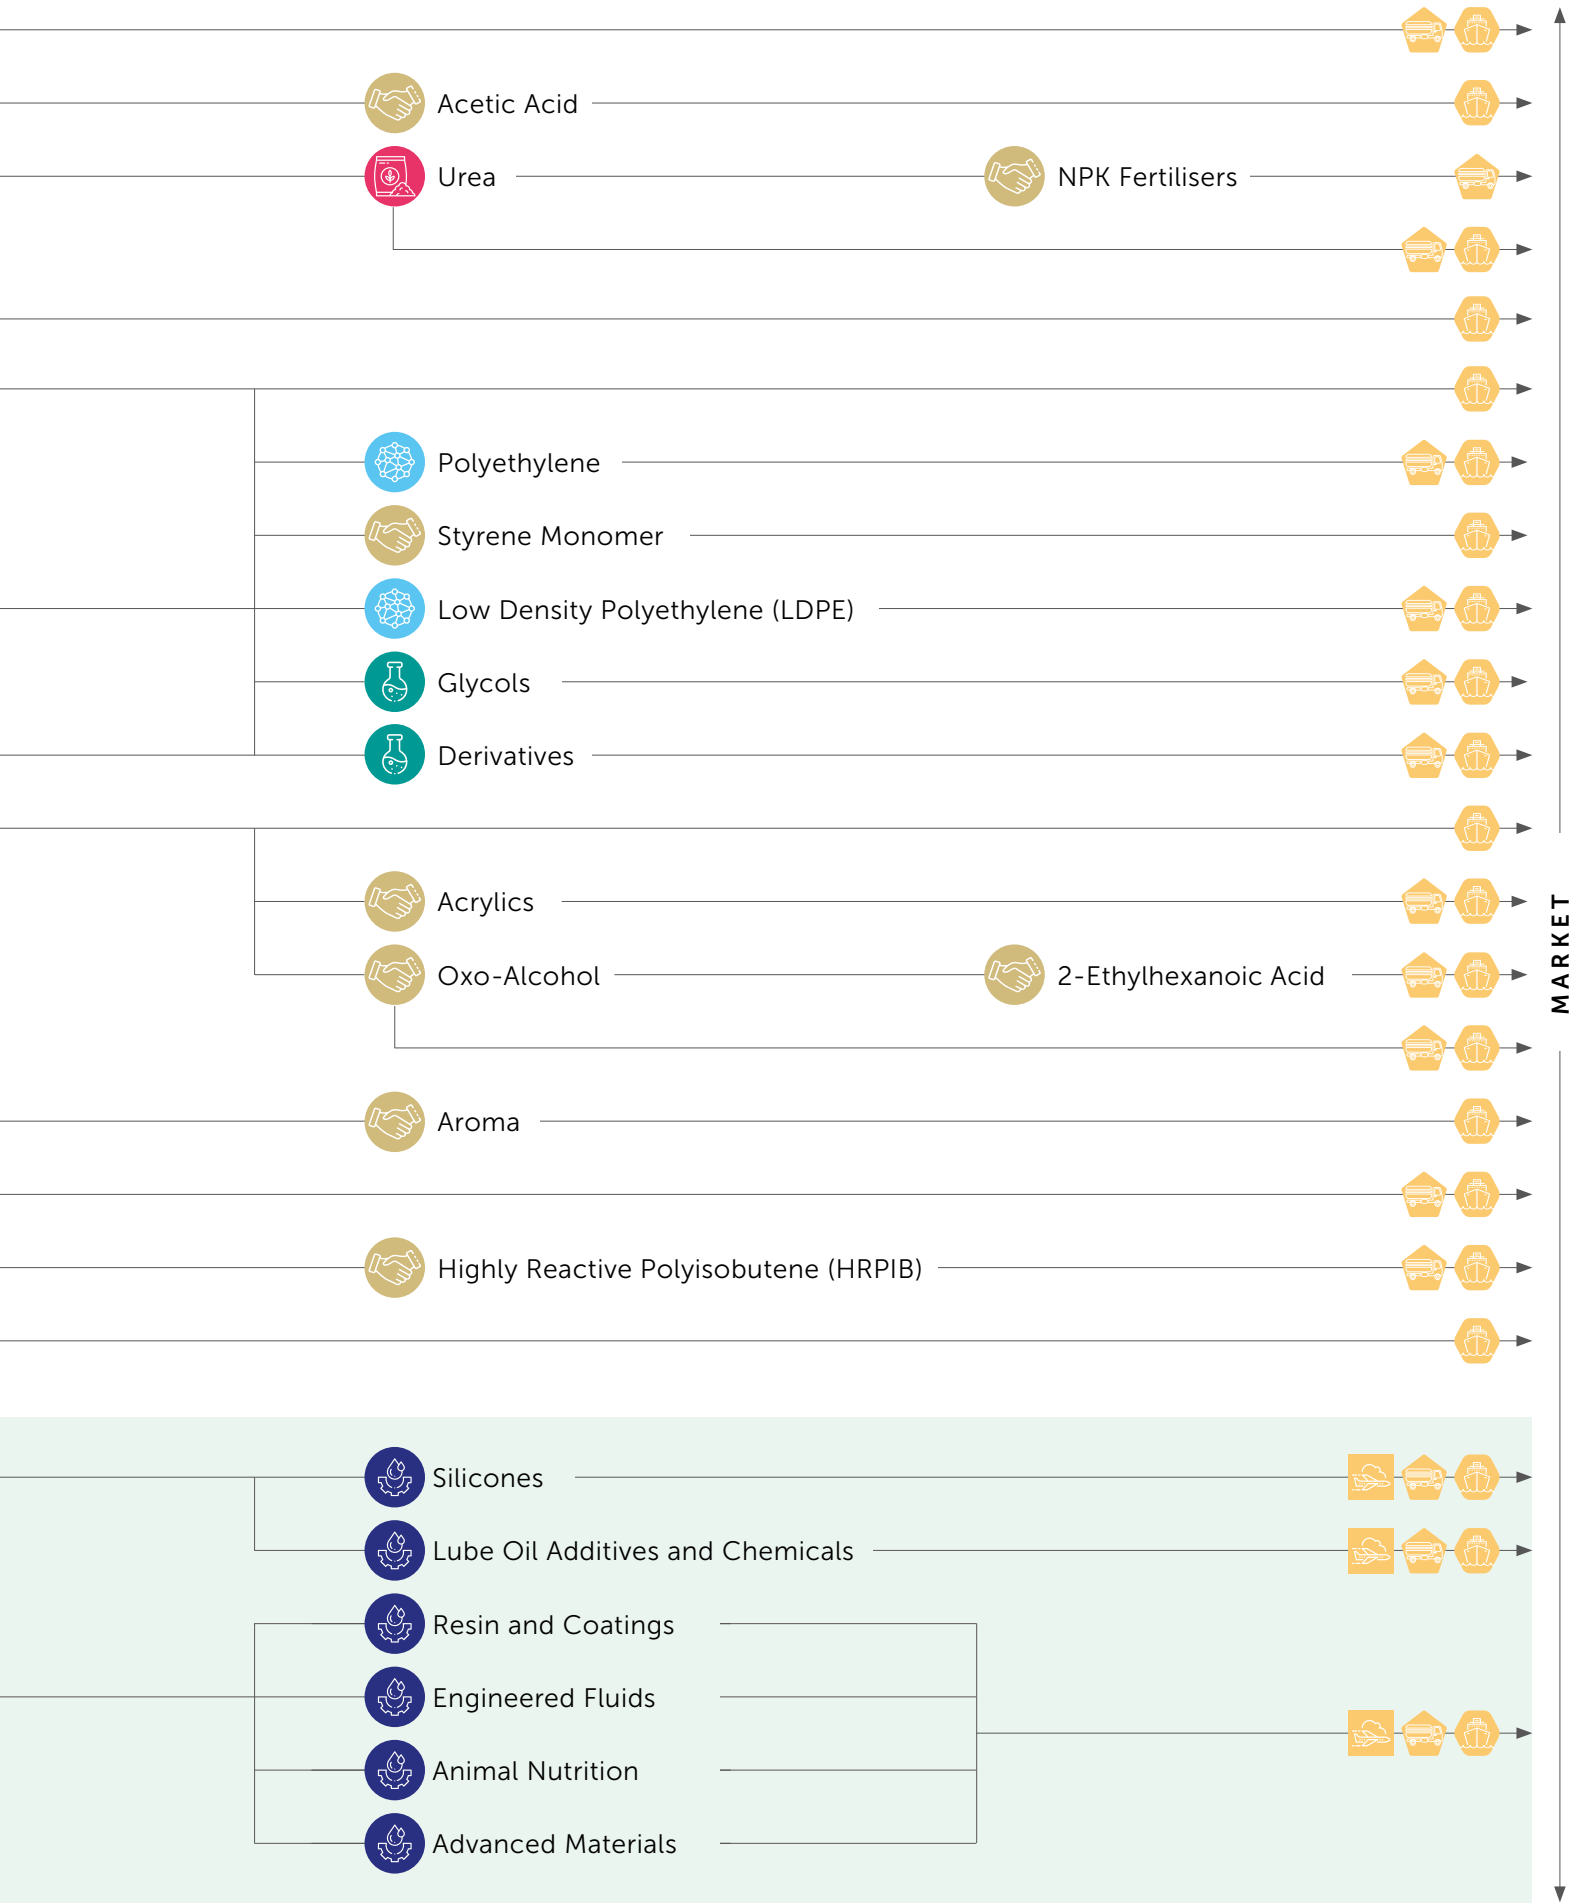 Acetic Acid
Urea
NPK Fertilisers
Polyethylene
Styrene Monomer
Low Density Polyethylene (LDPE)
Glycols
Derivatives
Acrylics
MARKET
Oxo-Alcohol
2-Ethylhexanoic Acid
Aroma
Highly Reactive Polyisobutene (HRPIB)
Silicones
Lube Oil Additives and Chemicals
Resin and Coatings
Engineered Fluids
Animal Nutrition
Advanced Materials